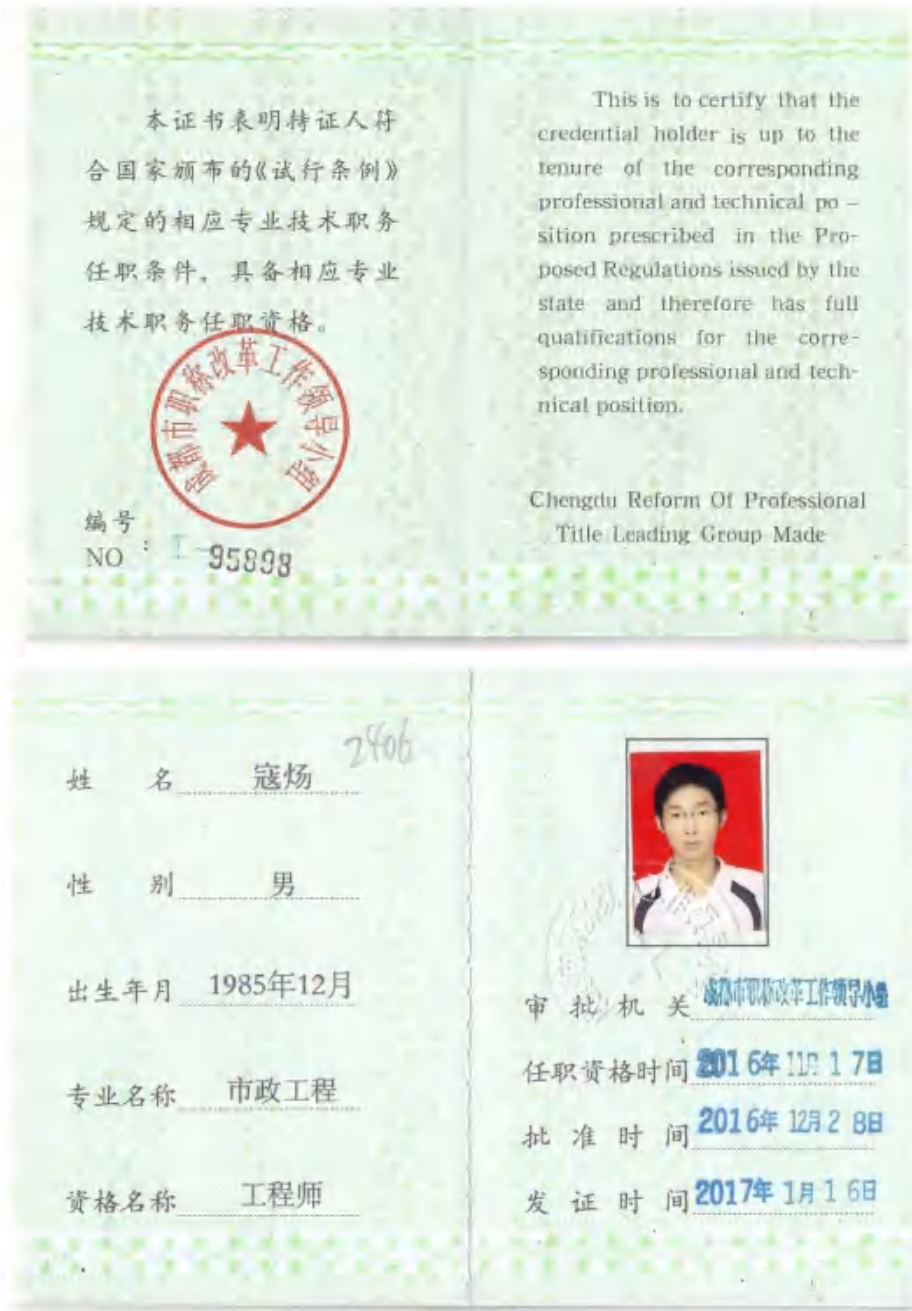 本证书表明持证人符
合国家颁布的《试行条例》
规定的相应专业技术职务
任职条件，具备相应专业
技术职务任职资格。
成都市职称改革工作领导小组
编号
NO : I 95898
This is to certify that the
credential holder is up to the
tenure of the corresponding
professional and technical po –
sition prescribed in the Pro-
posed Regulations issued by the
state and therefore has full
qualifications for the corre-
sponding professional and tech-
nical position.
Chengdu Reform Of Professional
Title Leading Group Made
2406
姓 名 寇炀
性 别 男
出生年月 1985年12月
专业名称 市政工程
资格名称 工程师
审批机关 成都市职称改革工作领导小组
任职资格时间 2016年11月17日
批准时间 2016年12月28日
发证时间 2017年1月16日